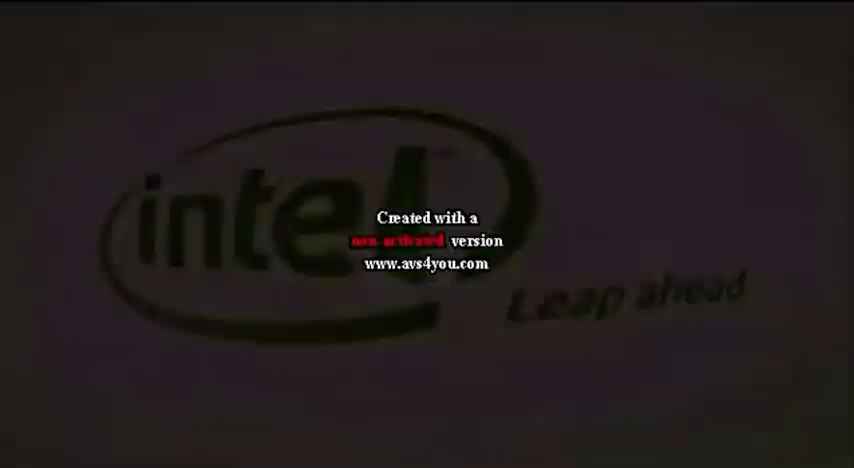 intel
Leap ahead
Created with a
non-activated version
www.avs4you.com